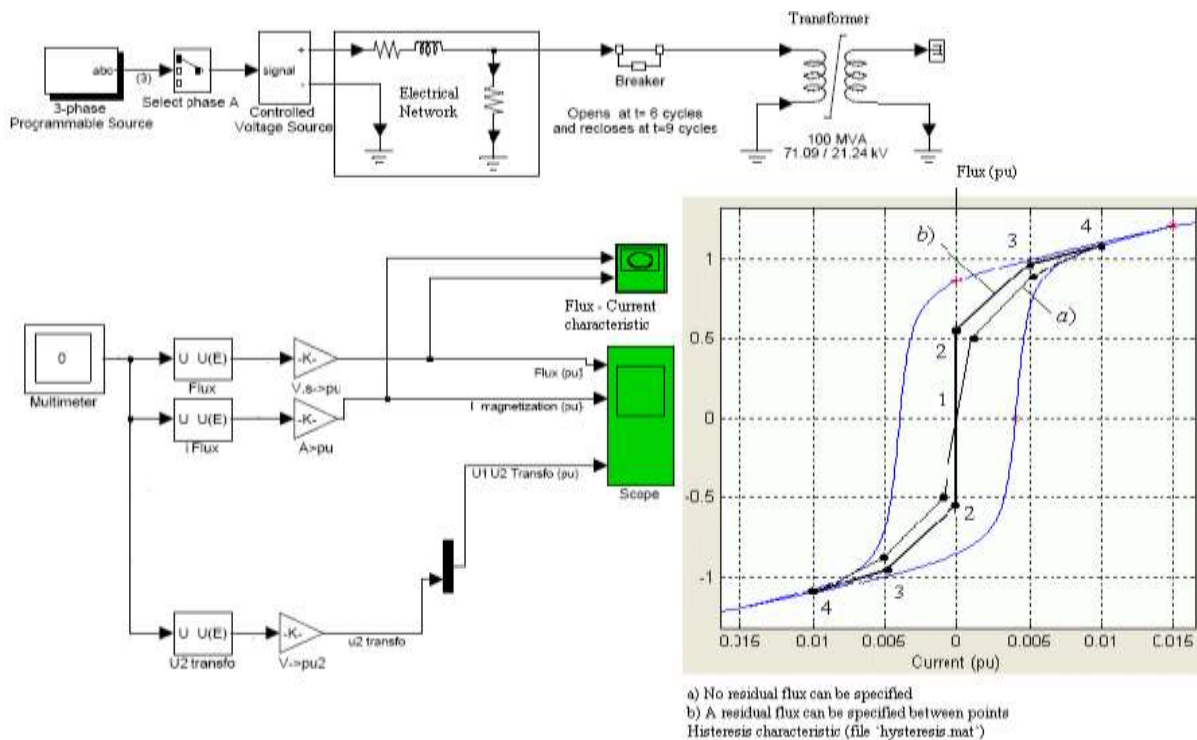 Transformer
abc
(3)
3-phase
Programmable Source
Select phase A
signal
+
-
Controlled
Voltage Source
Electrical
Network
Breaker
Opens at t= 6 cycles
and recloses at t=9 cycles
100 MVA
71.09 / 21.24 kV
Flux (pu)
Flux - Current
characteristic
0
Multimeter
U U(E)
Flux
-K-
V.s->pu
Flux (pu)
U U(E)
I Flux
-K-
A>pu
I magnetization (pu)
U1 U2 Transfo (pu)
Scope
U U(E)
U2 transfo
-K-
V->pu2
u2 transfo
1
0.5
0
-0.5
-1
b)
3
4
a)
2
1
2
3
4
0.015
0.01
0.005
0
0.005
0.01
0.015
Current (pu)
a) No residual flux can be specified
b) A residual flux can be specified between points
Histeresis characteristic (file `hysteresis.mat`)